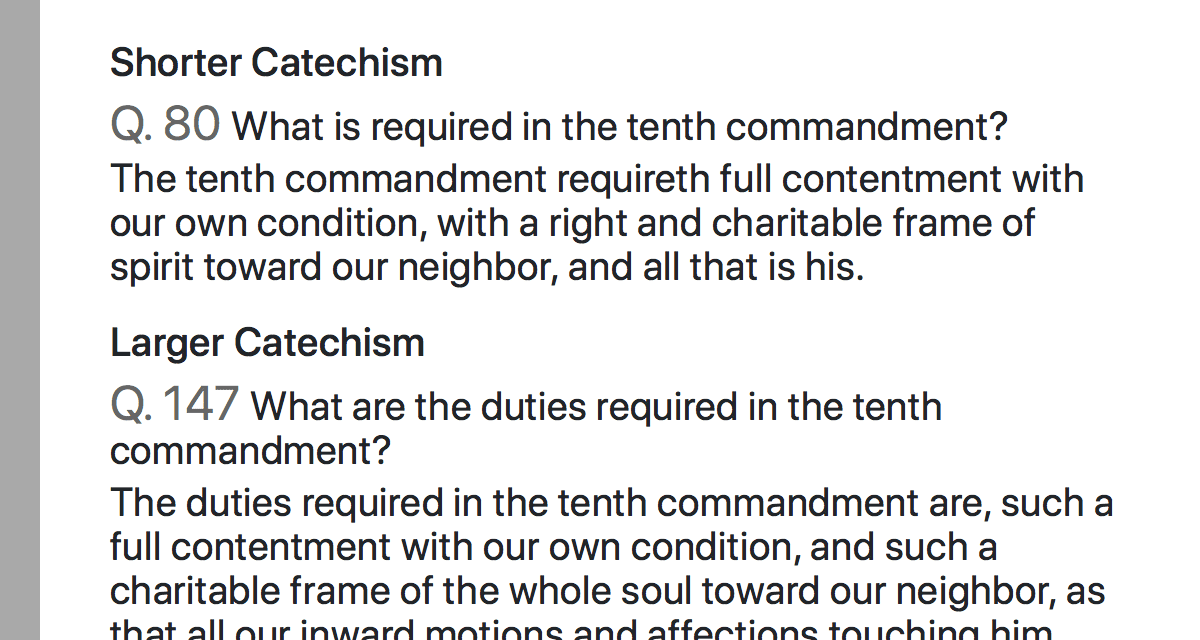 Shorter Catechism
Q. 80 What is required in the tenth commandment?
The tenth commandment requireth full contentment with
our own condition, with a right and charitable frame of
spirit toward our neighbor, and all that is his.
Larger Catechism
Q. 147 What are the duties required in the tenth
commandment?
The duties required in the tenth commandment are, such a
full contentment with our own condition, and such a
charitable frame of the whole soul toward our neighbor, as
that all our inward motions and affections touching him